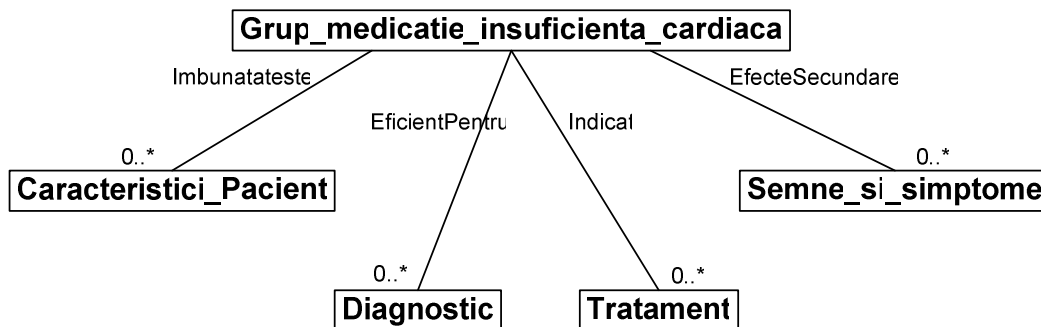 Grup_medicatie_insuficienta_cardiaca
Imbunatateste
EfecteSecundare
EficientPentru
Indicat
0..*
0..*
Caracteristici_Pacient
Semne_si_simptome
0..*
0..*
Diagnostic
Tratament